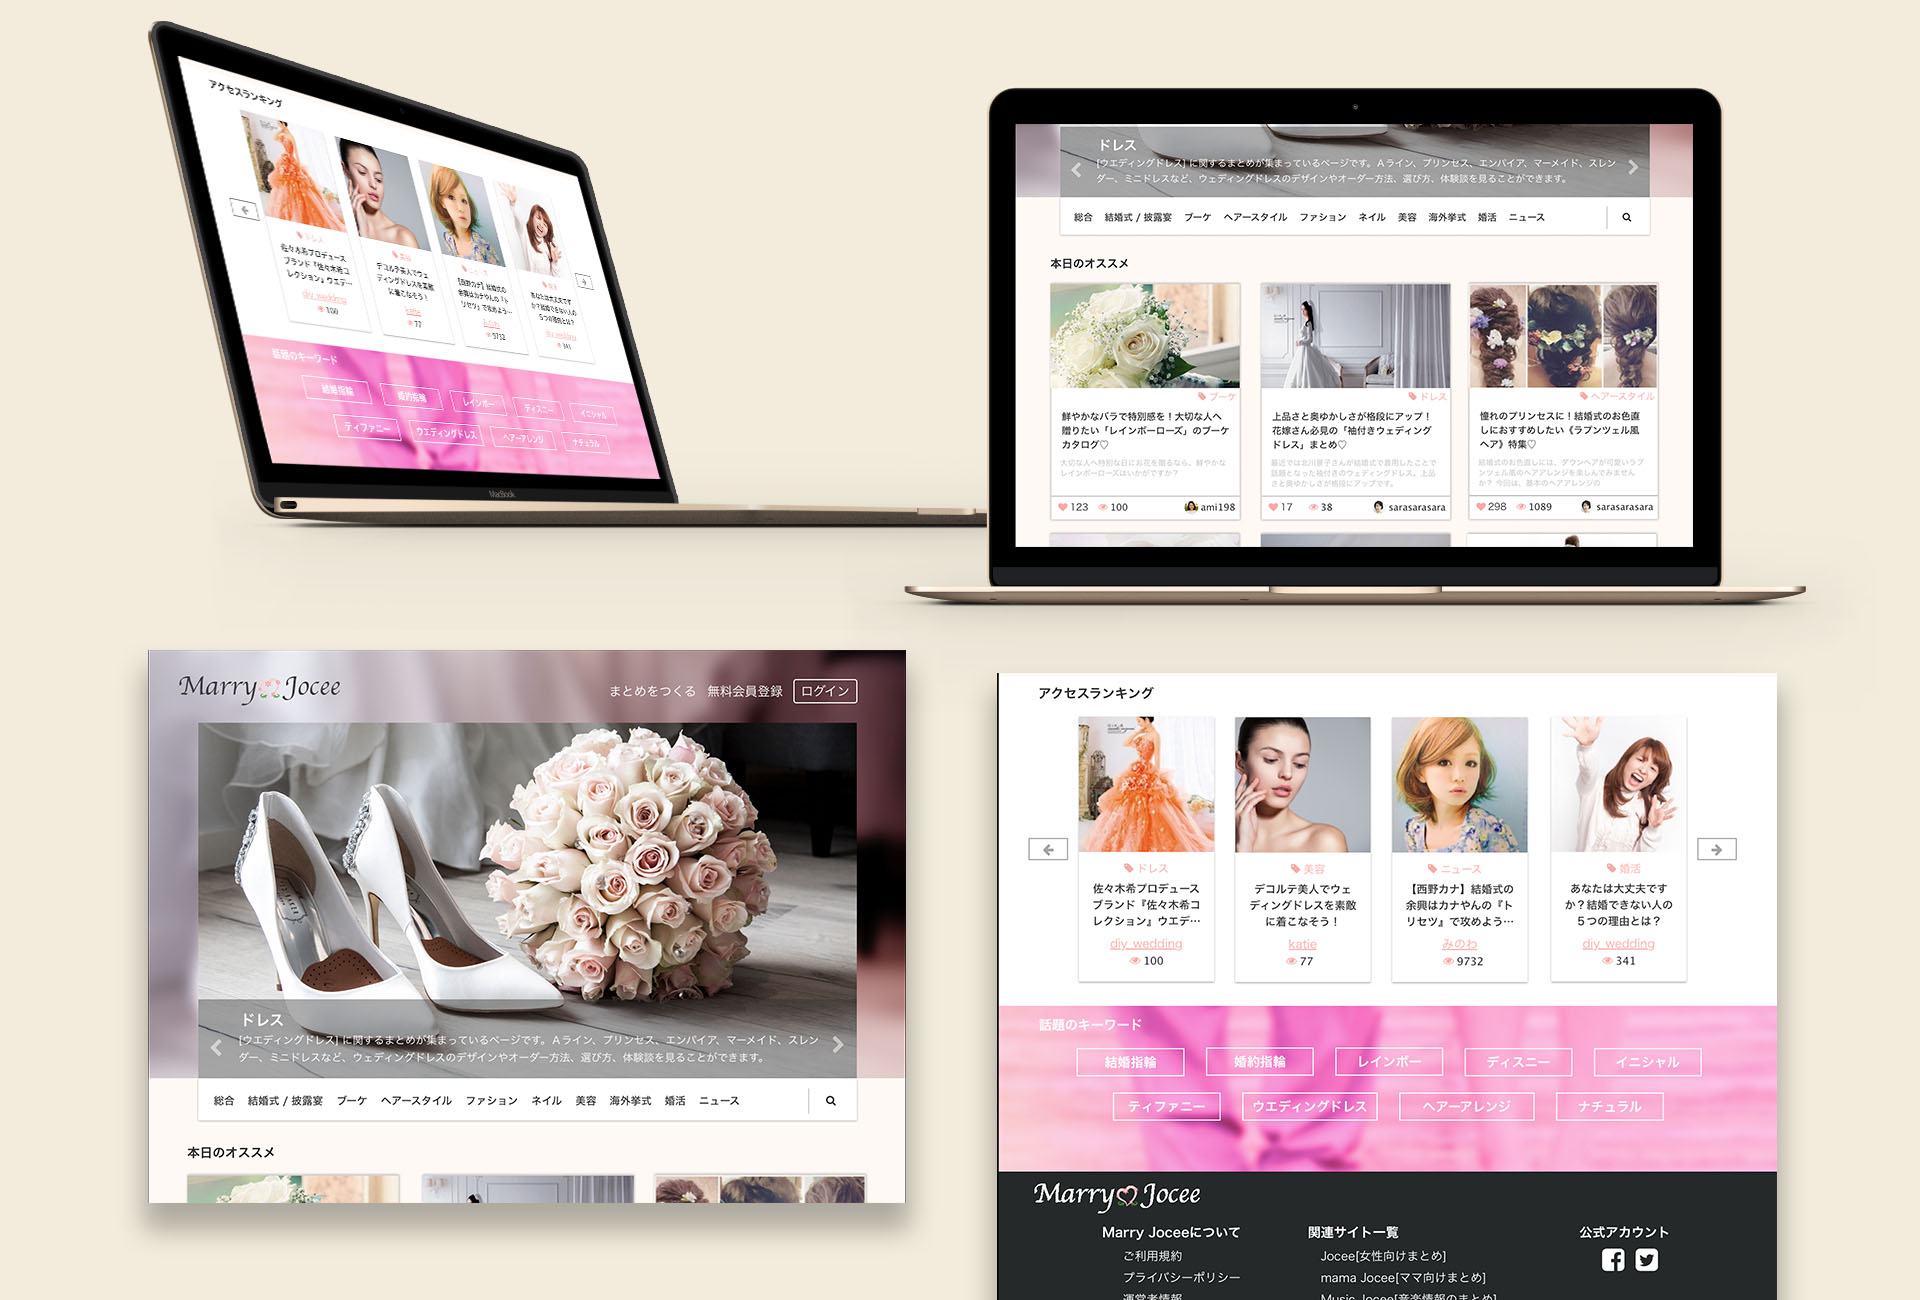 アクセスランキング
ドレス
佐々木希プロデュース
ブランド『佐々木希コ
レクション』ウエデ…
diy_wedding
100
美容
デコルテ美人でウェ
ディングドレスを素敵
に着こなそう！
katie
77
ニュース
【西野カナ】結婚式の
余興はカナやんの『ト
リセツ』で攻めよう…
みのわ
9732
婚活
あなたは大丈夫です
か？結婚できない人の
５つの理由とは？
diy_wedding
341
話題のキーワード
結婚指輪
婚約指輪
レインボー
ディスニー
イニシャル
ティファニー
ウエディングドレス
ヘアーアレンジ
ナチュラル
MacBook
ドレス
[ウエディングドレス] に関するまとめが集まっているページです。Ａライン、プリンセス、エンパイア、マーメイド、スレン
ダー、ミニドレスなど、ウェディングドレスのデザインやオーダー方法、選び方、体験談を見ることができます。
総合 結婚式 / 披露宴 ブーケ ヘアースタイル ファション ネイル 美容 海外挙式 婚活 ニュース
本日のオススメ
ブーケ
鮮やかなバラで特別感を！大切な人へ
贈りたい「レインボーローズ」のブーケ
カタログ♡
大切な人へ特別な日にお花を贈るなら、鮮やかな
レインボーローズはいかがですか？
123 100 ami198
ドレス
上品さと奥ゆかしさが格段にアップ！
花嫁さん必見の「袖付きウェディング
ドレス」まとめ♡
最近では北川景子さんが結婚式で着用したことで
話題となった袖付きのウェディングドレス。上品
さと奥ゆかしさが格段にアップです。
17 38 sarasarasara
ヘアースタイル
憧れのプリンセスに！結婚式のお色直
しにおすすめしたい《ラプンツェル風
ヘア》特集♡
結婚式のお色直しには、ダウンヘアが可愛いラプ
ンツェル風のヘアアレンジを楽しんでみません
か？ 今回は、基本のヘアアレンジの
298 1089 sarasarasara
Marry Jocee
まとめをつくる 無料会員登録 ログイン
ドレス
[ウエディングドレス] に関するまとめが集まっているページです。Ａライン、プリンセス、エンパイア、マーメイド、スレン
ダー、ミニドレスなど、ウェディングドレスのデザインやオーダー方法、選び方、体験談を見ることができます。
総合 結婚式 / 披露宴 ブーケ ヘアースタイル ファション ネイル 美容 海外挙式 婚活 ニュース
本日のオススメ
アクセスランキング
ドレス
佐々木希プロデュース
ブランド『佐々木希コ
レクション』ウエデ…
diy_wedding
100
美容
デコルテ美人でウェ
ディングドレスを素敵
に着こなそう！
katie
77
ニュース
【西野カナ】結婚式の
余興はカナやんの『ト
リセツ』で攻めよう…
みのわ
9732
婚活
あなたは大丈夫です
か？結婚できない人の
５つの理由とは？
diy_wedding
341
話題のキーワード
結婚指輪 婚約指輪 レインボー ディスニー イニシャル
ティファニー ウエディングドレス ヘアーアレンジ ナチュラル
Marry Jocee
Marry Joceeについて
ご利用規約
プライバシーポリシー
運営者情報
関連サイト一覧
Jocee[女性向けまとめ]
mama Jocee[ママ向けまとめ]
Music Jocee[音楽情報のまとめ]
公式アカウント